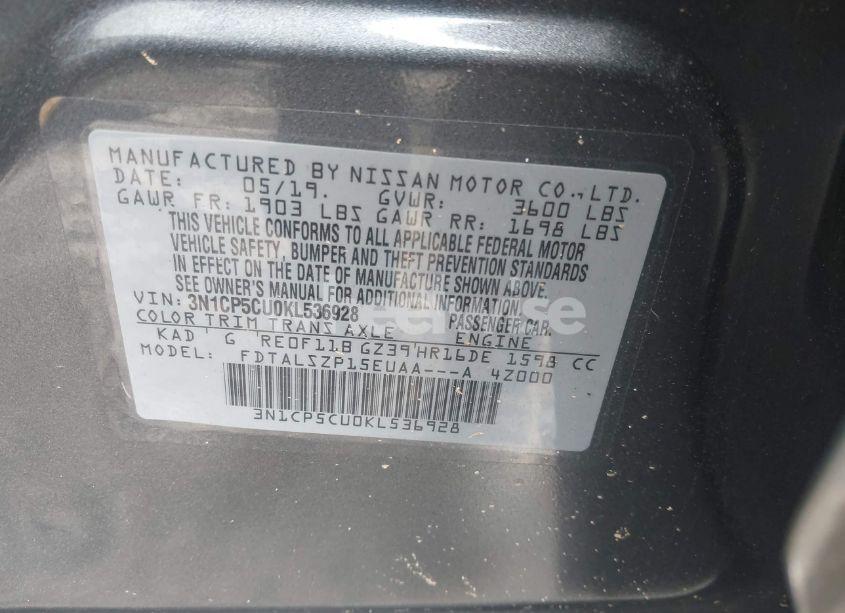 MANUFACTURED BY NISSAN MOTOR CO., LTD.
DATE: 05/19. GVWR: 3600 LBS
GAWR FR: 1903 LBS GAWR RR: 1698 LBS
THIS VEHICLE CONFORMS TO ALL APPLICABLE FEDERAL MOTOR
VEHICLE SAFETY, BUMPER AND THEFT PREVENTION STANDARDS
IN EFFECT ON THE DATE OF MANUFACTURE SHOWN ABOVE.
SEE OWNER'S MANUAL FOR ADDITIONAL INFORMATION.
VIN: 3N1CP5CU0KL536928 PASSENGER CAR.
COLOR TRIM TRANS AXLE ENGINE
KAD G RE0F11B GZ39 HR16DE 1598 CC
MODEL: FDTALSZP15EUAA---A 4Z000
3N1CP5CU0KL536928